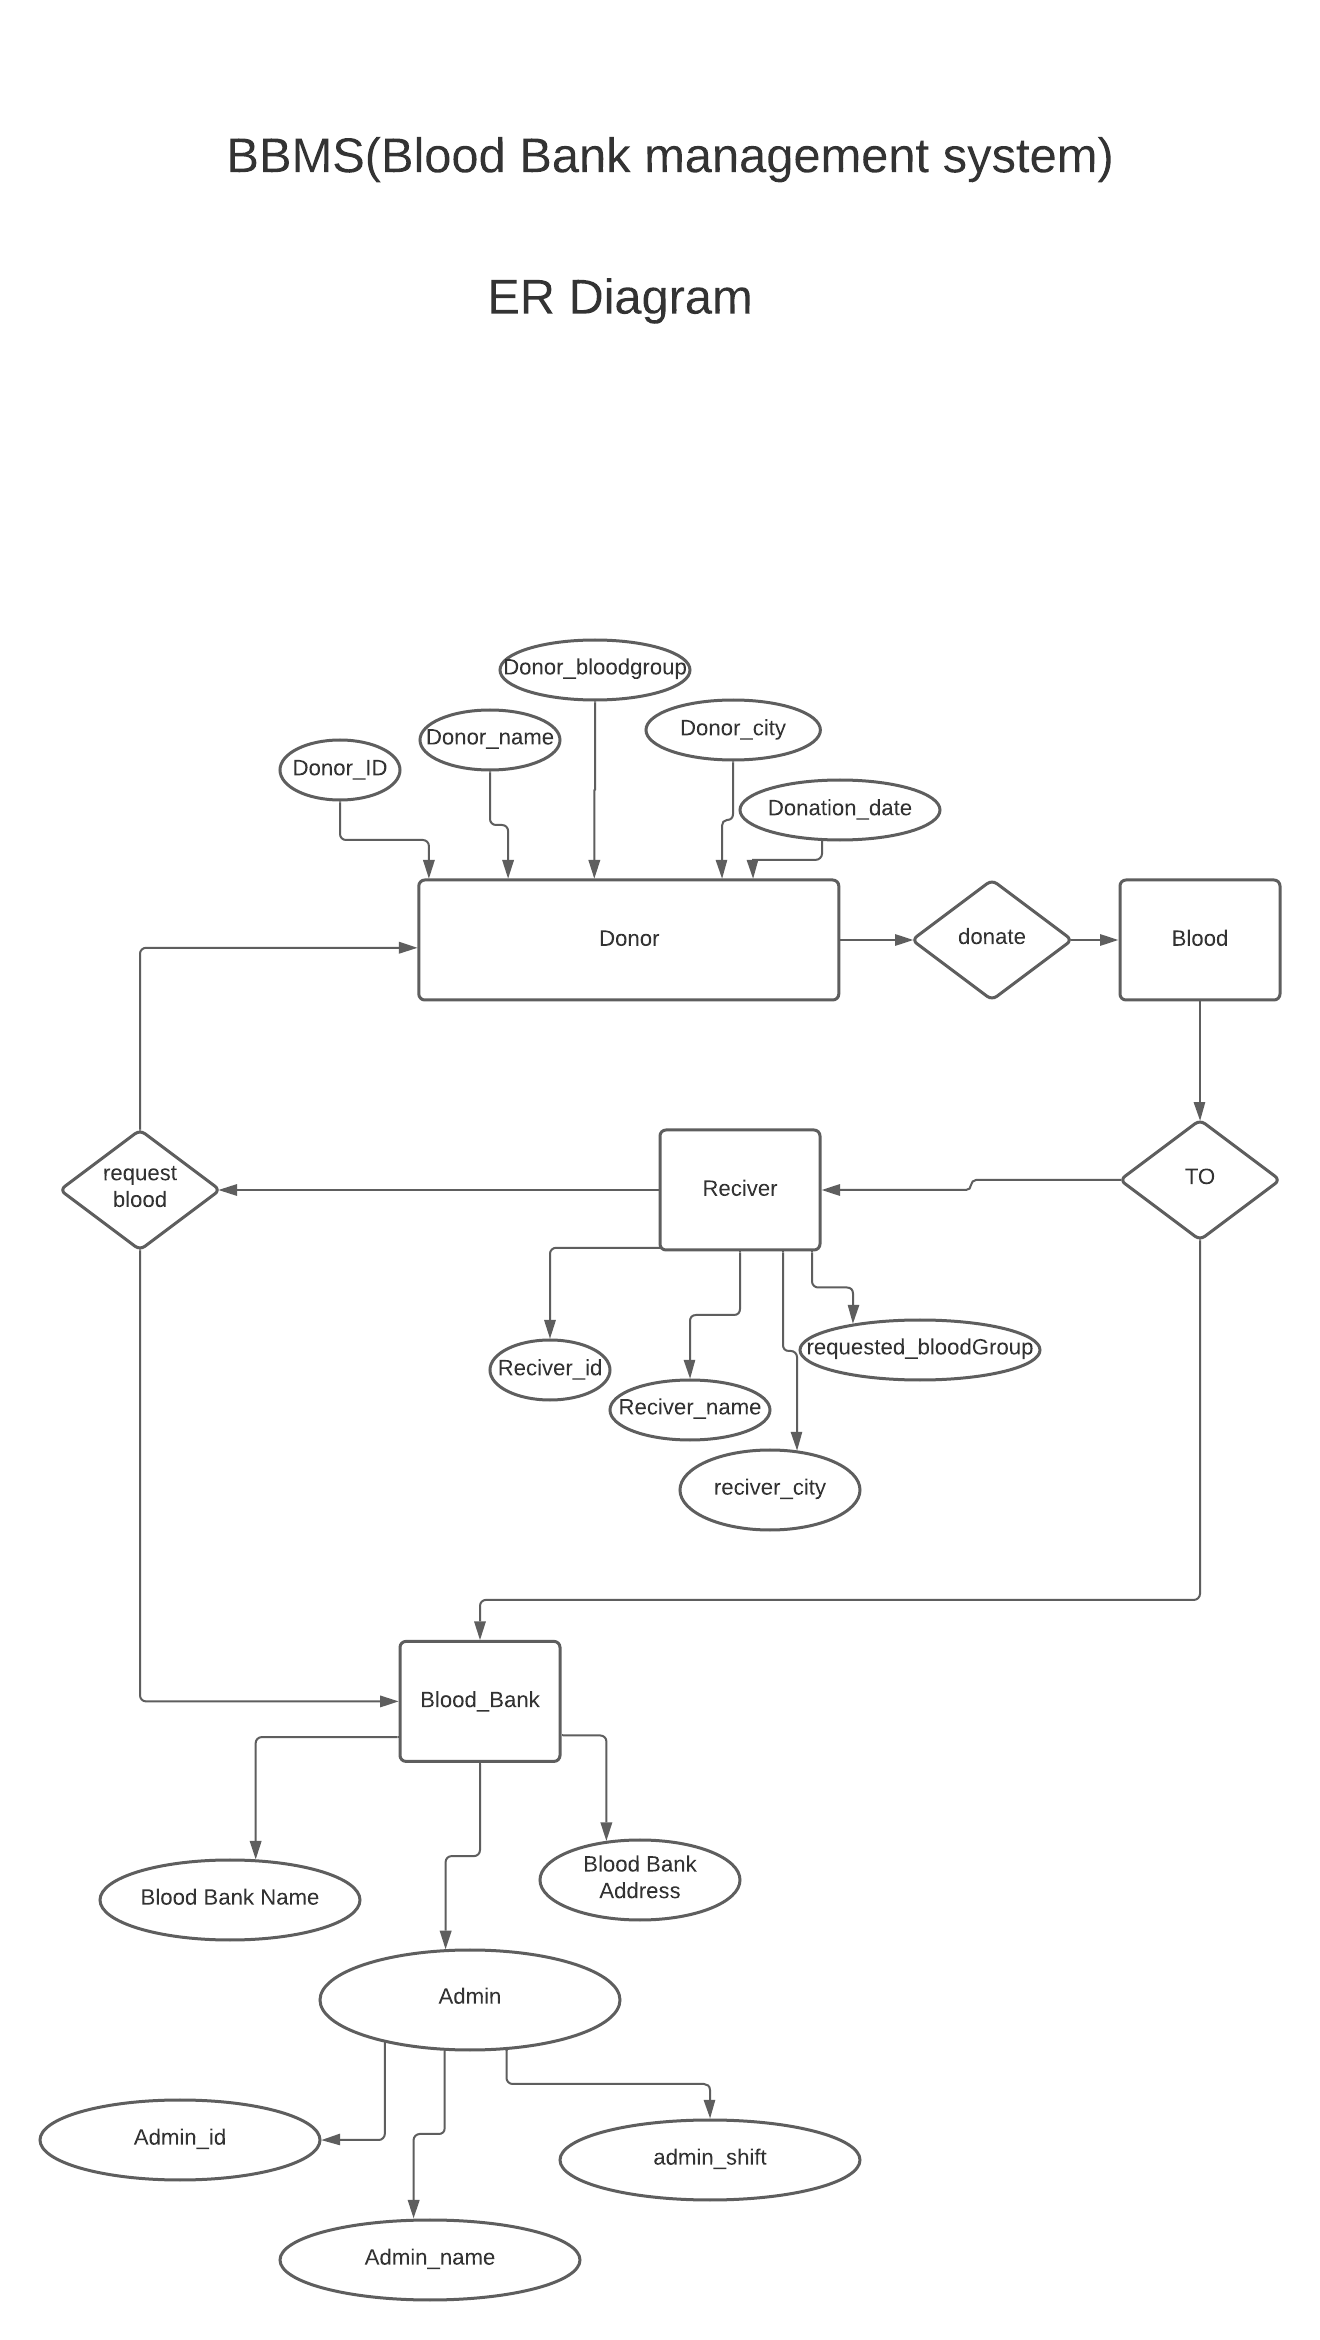 BBMS(Blood Bank management system)
ER Diagram
Donor_bloodgroup
Donor_name
Donor_city
Donor_ID
Donation_date
Donor
donate
Blood
request
blood
Reciver
TO
Reciver_id
requested_bloodGroup
Reciver_name
reciver_city
Blood_Bank
Blood Bank Name
Blood Bank
Address
Admin
Admin_id
admin_shift
Admin_name